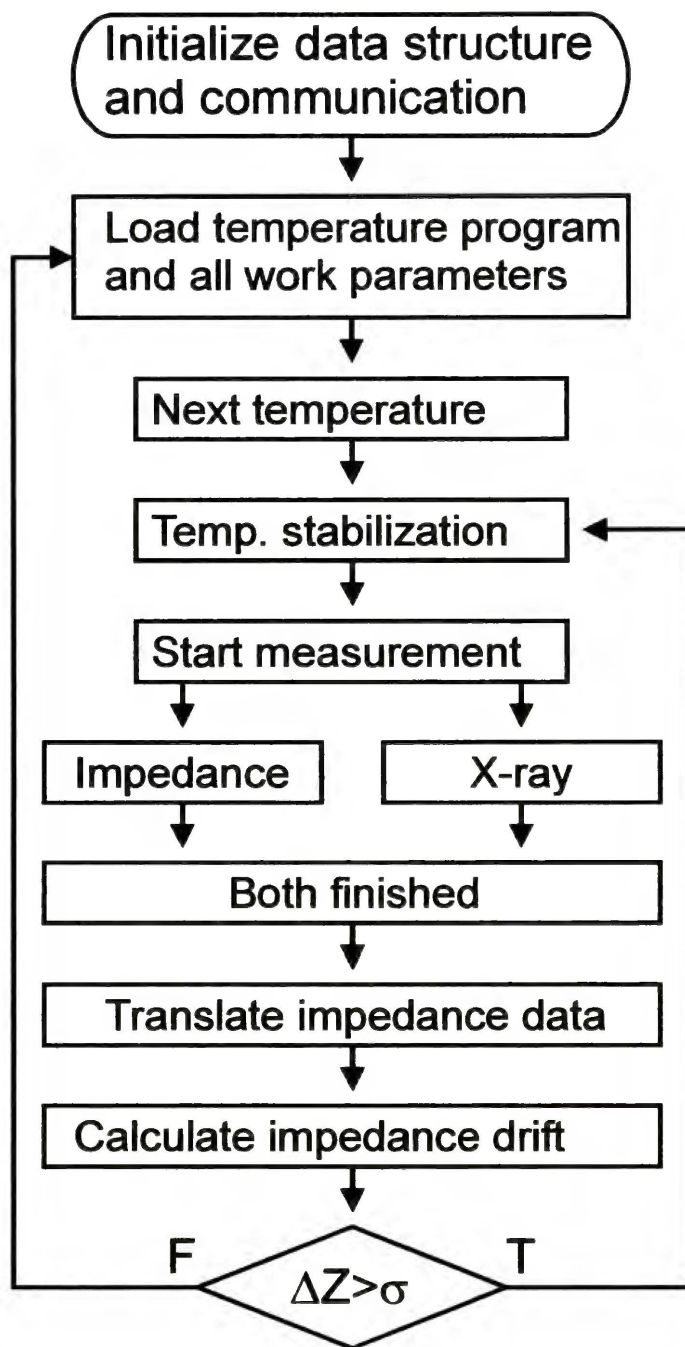 Initialize data structure
and communication
Load temperature program
and all work parameters
Next temperature
Temp. stabilization
Start measurement
Impedance
X-ray
Both finished
Translate impedance data
Calculate impedance drift
F
T
ΔZ>σ